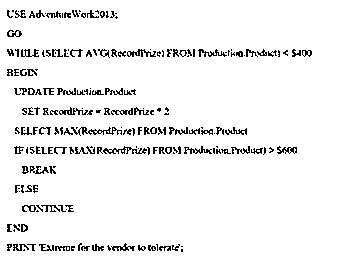 USE AdventureWork2013;
GO
WHILE (SELECT AVG(RecordPrize) FROM Production.Product) < $400
BEGIN
UPDATE Production.Product
SET RecordPrize = RecordPrize * 2
SELECT MAX(RecordPrize) FROM Production.Product
IF (SELECT MAX(RecordPrize) FROM Production.Product) > $600
BREAK
ELSE
CONTINUE
END
PRINT 'Extreme for the vendor to tolerate';